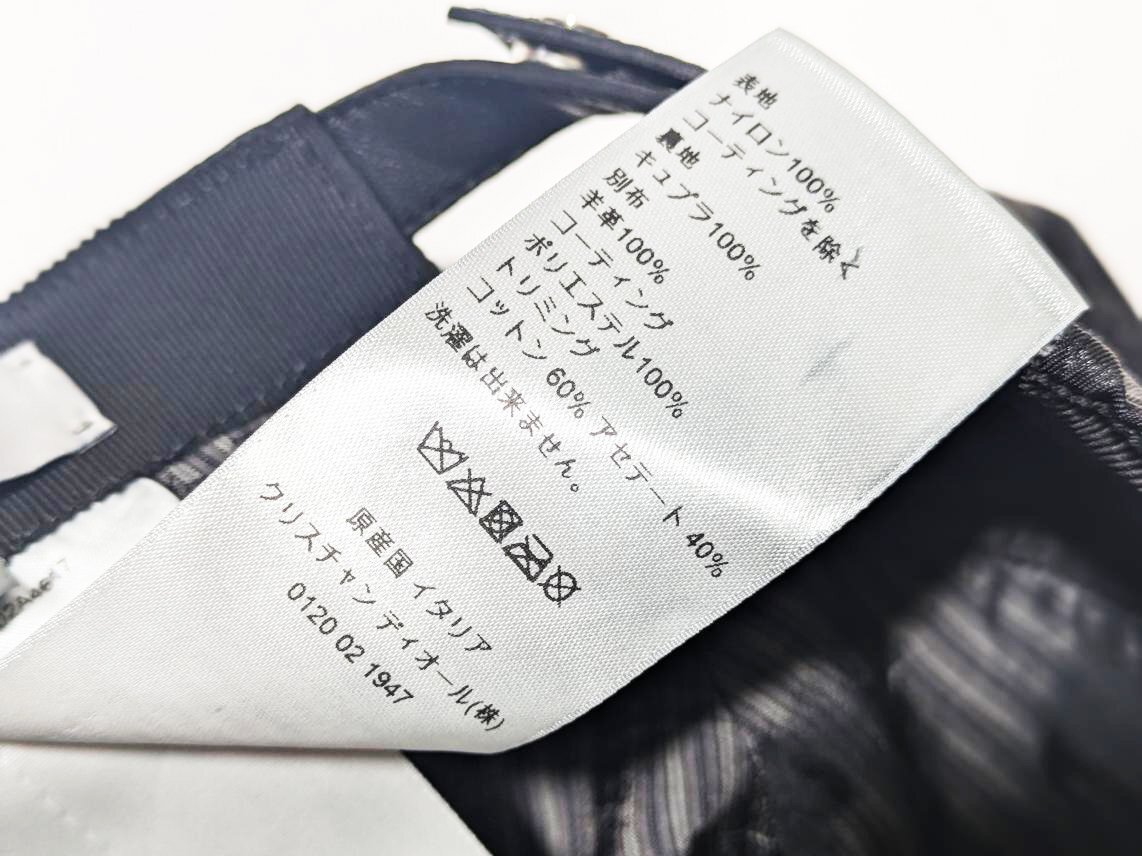 表地
ナイロン100%
コーティングを除く
裏地
キュプラ100%
別布
羊革100%
コーティング
ポリエステル100%
トリミング
コットン 60% アセテート 40%
洗濯は出来ません。
原産国 イタリア
クリスチャン ディオール(株)
0120 02 1947